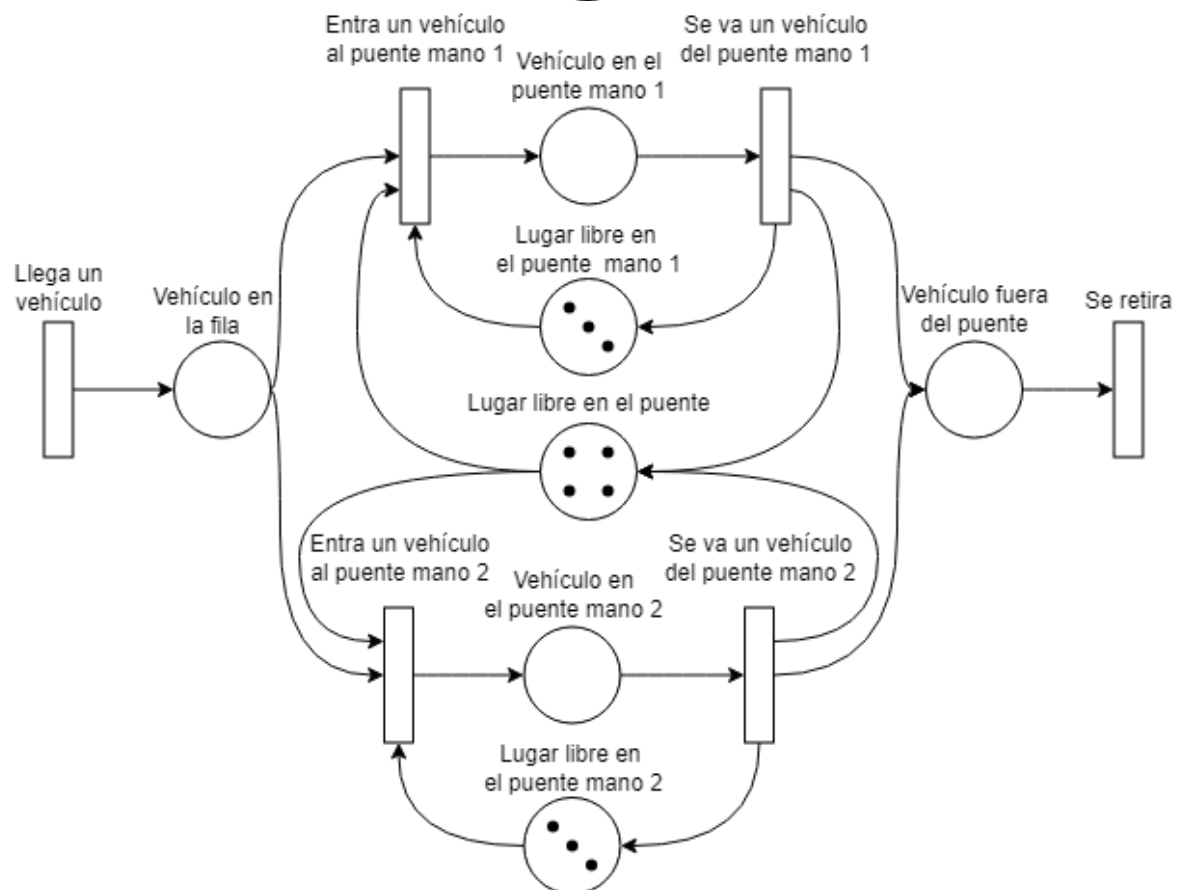 Entra un vehículo
al puente mano 1
Se va un vehículo
del puente mano 1
Vehículo en el
puente mano 1
Lugar libre en
el puente mano 1
Llega un
vehículo
Vehículo en
la fila
Vehículo fuera
del puente
Se retira
Lugar libre en el puente
Entra un vehículo
al puente mano 2
Se va un vehículo
del puente mano 2
Vehículo en
el puente mano 2
Lugar libre en
el puente mano 2